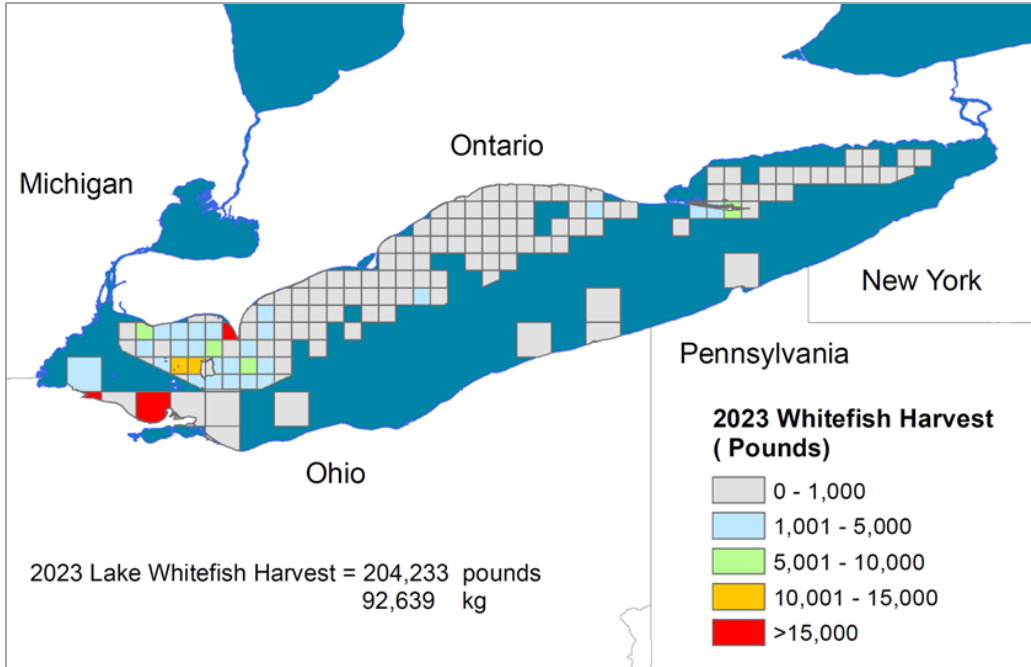 Ontario
Michigan
New York
Pennsylvania
Ohio
2023 Whitefish Harvest
( Pounds)
0 - 1,000
1,001 - 5,000
5,001 - 10,000
10,001 - 15,000
>15,000
2023 Lake Whitefish Harvest = 204,233 pounds
92,639 kg